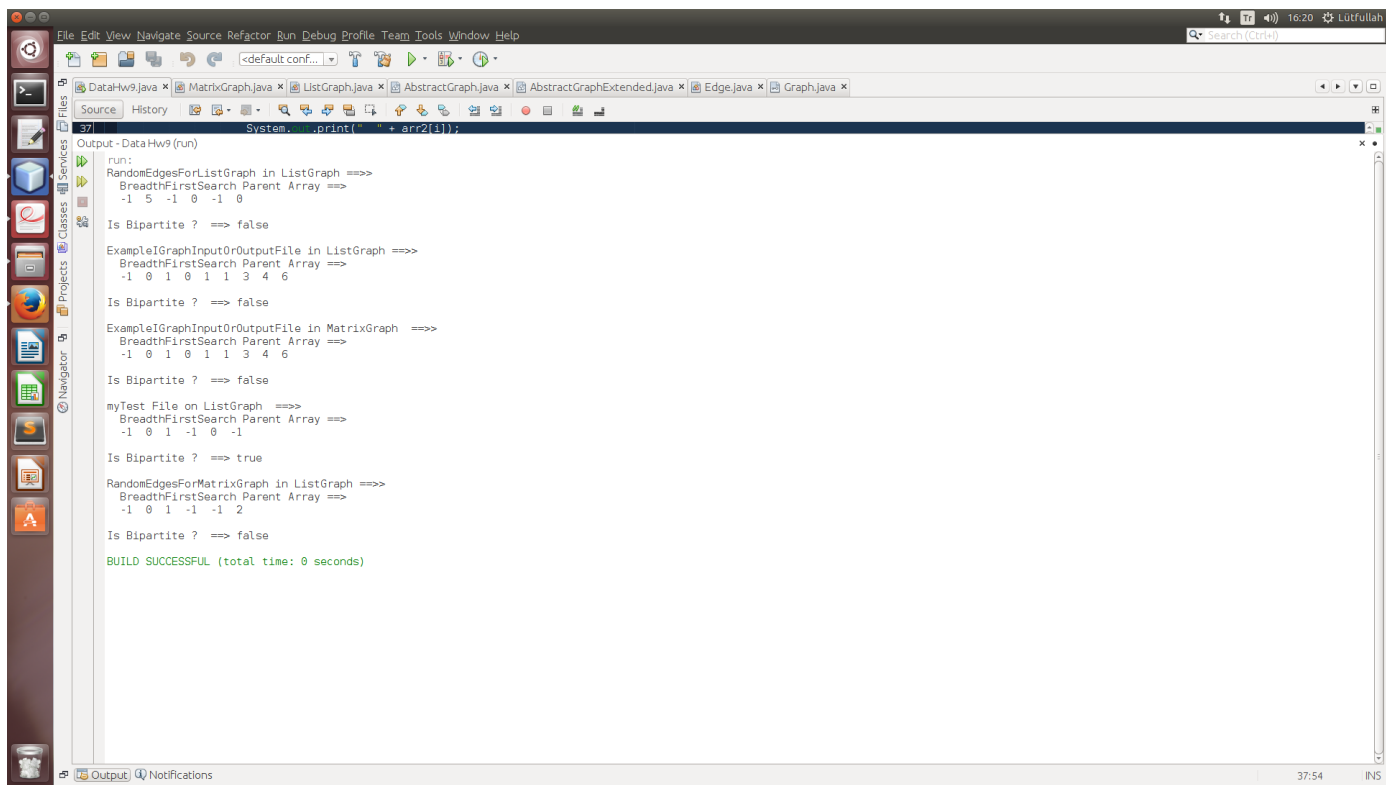 Tr 16:20 Lütfullah
File Edit View Navigate Source Refactor Run Debug Profile Team Tools Window Help
Search (Ctrl+I)
<default conf...
DataHw9.java MatrixGraph.java ListGraph.java AbstractGraph.java AbstractGraphExtended.java Edge.java Graph.java
Source History
37 System.out.print("  " + arr2[i]);
Output - Data Hw9 (run)
run:
RandomEdgesForListGraph in ListGraph ==>>
BreadthFirstSearch Parent Array ==>
-1 5 -1 0 -1 0
Is Bipartite ? ==> false
ExampleIGraphInputOrOutputFile in ListGraph ==>>
BreadthFirstSearch Parent Array ==>
-1 0 1 0 1 1 3 4 6
Is Bipartite ? ==> false
ExampleIGraphInputOrOutputFile in MatrixGraph ==>>
BreadthFirstSearch Parent Array ==>
-1 0 1 0 1 1 3 4 6
Is Bipartite ? ==> false
myTest File on ListGraph ==>>
BreadthFirstSearch Parent Array ==>
-1 0 1 -1 0 -1
Is Bipartite ? ==> true
RandomEdgesForMatrixGraph in ListGraph ==>>
BreadthFirstSearch Parent Array ==>
-1 0 1 -1 -1 2
Is Bipartite ? ==> false
BUILD SUCCESSFUL (total time: 0 seconds)
Files
Services
Classes
Projects
Navigator
Output Notifications
37:54 INS